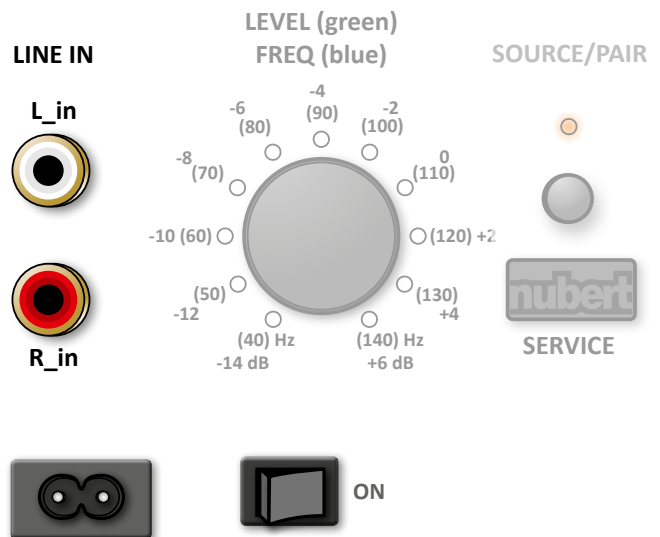 LEVEL (green)
FREQ (blue)
LINE IN
SOURCE/PAIR
L_in
-4
(90)
-6
(80)
-2
(100)
-8
(70)
0
(110)
-10 (60)
(120) +2
(50)
-12
(130)
+4
(40) Hz
-14 dB
(140) Hz
+6 dB
nubert
SERVICE
R_in
ON